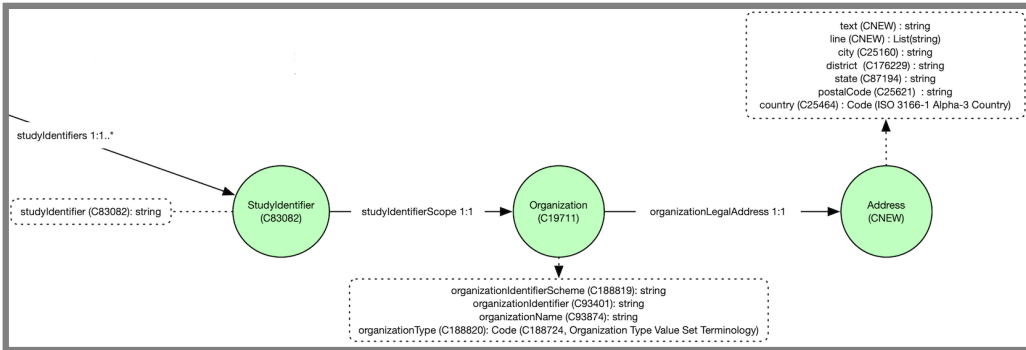 text (CNEW) : string
line (CNEW) : List(string)
city (C25160) : string
district (C176229) : string
state (C87194) : string
postalCode (C25621) : string
country (C25464) : Code (ISO 3166-1 Alpha-3 Country)
studyIdentifiers 1:1..*
studyIdentifier (C83082): string
StudyIdentifier
(C83082)
studyIdentifierScope 1:1
Organization
(C19711)
organizationLegalAddress 1:1
Address
(CNEW)
organizationIdentifierScheme (C188819): string
organizationIdentifier (C93401): string
organizationName (C93874): string
organizationType (C188820): Code (C188724, Organization Type Value Set Terminology)